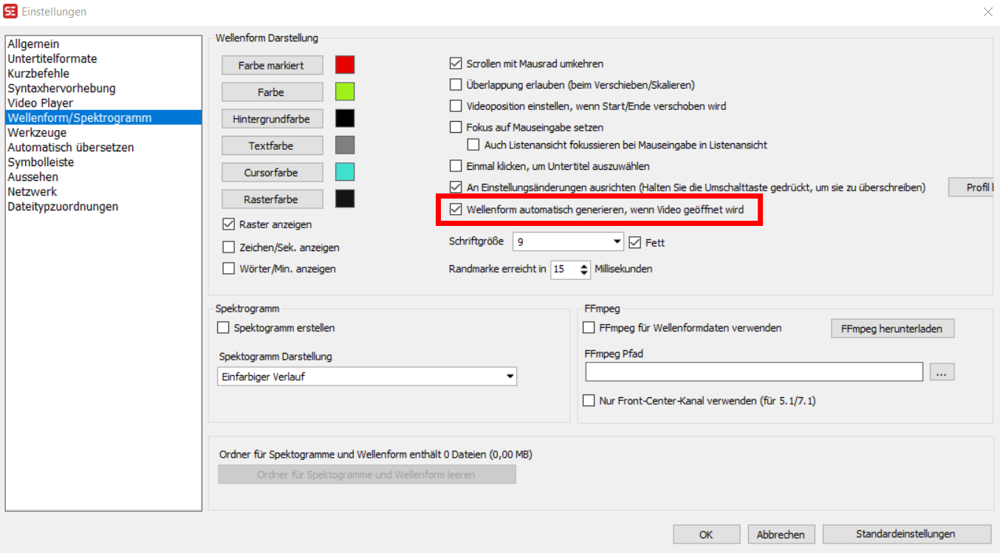 SE Einstellungen
Allgemein
Untertitelformate
Kurzbefehle
Syntaxhervorhebung
Video Player
Wellenform/Spektrogramm
Werkzeuge
Automatisch übersetzen
Symbolleiste
Aussehen
Netzwerk
Dateitypzuordnungen
Wellenform Darstellung
Farbe markiert
Farbe
Hintergrundfarbe
Textfarbe
Cursorfarbe
Rasterfarbe
Raster anzeigen
Zeichen/Sek. anzeigen
Wörter/Min. anzeigen
Scrollen mit Mausrad umkehren
Überlappung erlauben (beim Verschieben/Skalieren)
Videoposition einstellen, wenn Start/Ende verschoben wird
Fokus auf Mauseingabe setzen
Auch Listenansicht fokussieren bei Mauseingabe in Listenansicht
Einmal klicken, um Untertitel auszuwählen
An Einstellungsänderungen ausrichten (Halten Sie die Umschalttaste gedrückt, um sie zu überschreiben) Profil
Wellenform automatisch generieren, wenn Video geöffnet wird
Schriftgröße 9 Fett
Randmarke erreicht in 15 Millisekunden
Spektrogramm
Spektogramm erstellen
Spektogramm Darstellung
Einfarbiger Verlauf
FFmpeg
FFmpeg für Wellenformdaten verwenden FFmpeg herunterladen
FFmpeg Pfad
...
Nur Front-Center-Kanal verwenden (für 5.1/7.1)
Ordner für Spektogramme und Wellenform enthält 0 Dateien (0,00 MB)
Ordner für Spektogramme und Wellenform leeren
OK Abbrechen Standardeinstellungen